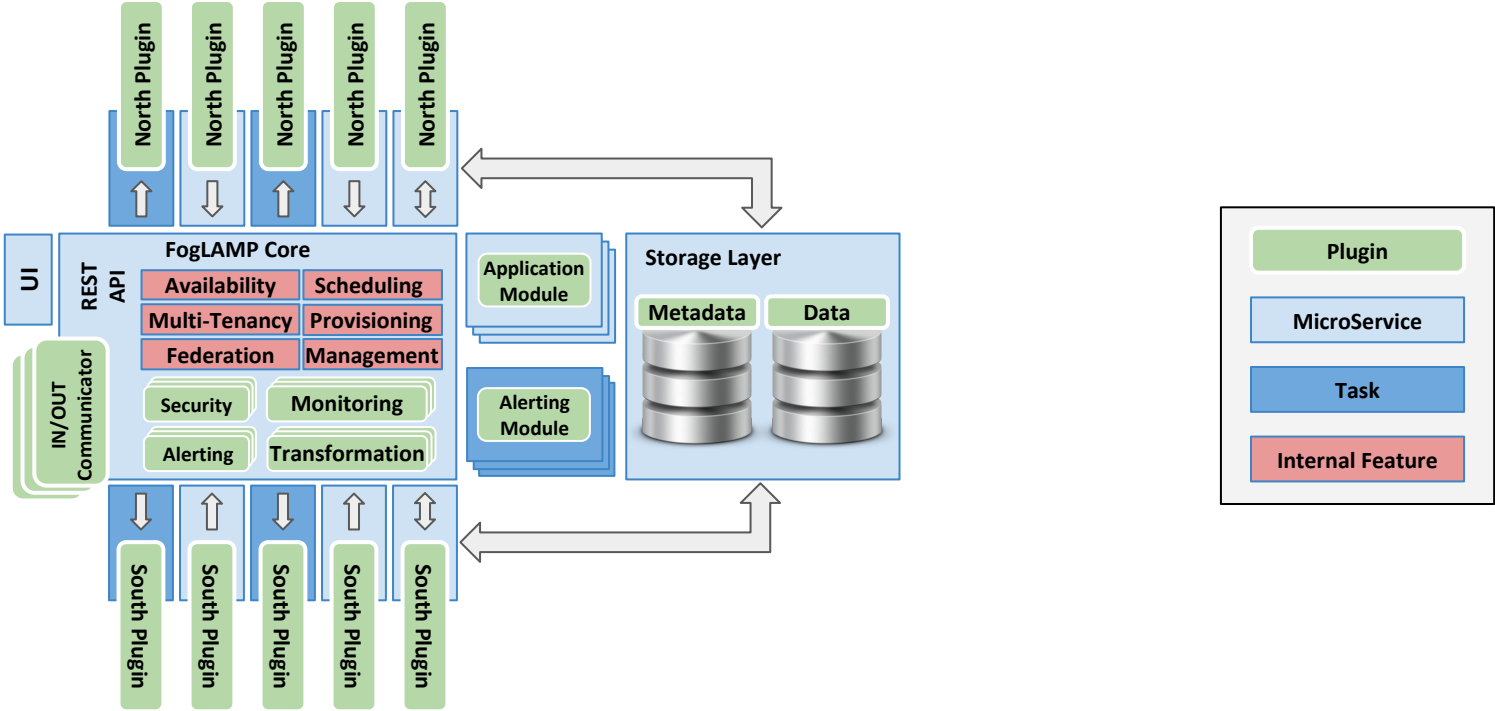 North Plugin
North Plugin
North Plugin
North Plugin
North Plugin
UI
REST
API
FogLAMP Core
Availability
Scheduling
Multi-Tenancy
Provisioning
Federation
Management
Security
Monitoring
Alerting
Transformation
IN/OUT
Communicator
Application
Module
Alerting
Module
Storage Layer
Metadata
Data
South Plugin
South Plugin
South Plugin
South Plugin
South Plugin
Plugin
MicroService
Task
Internal Feature